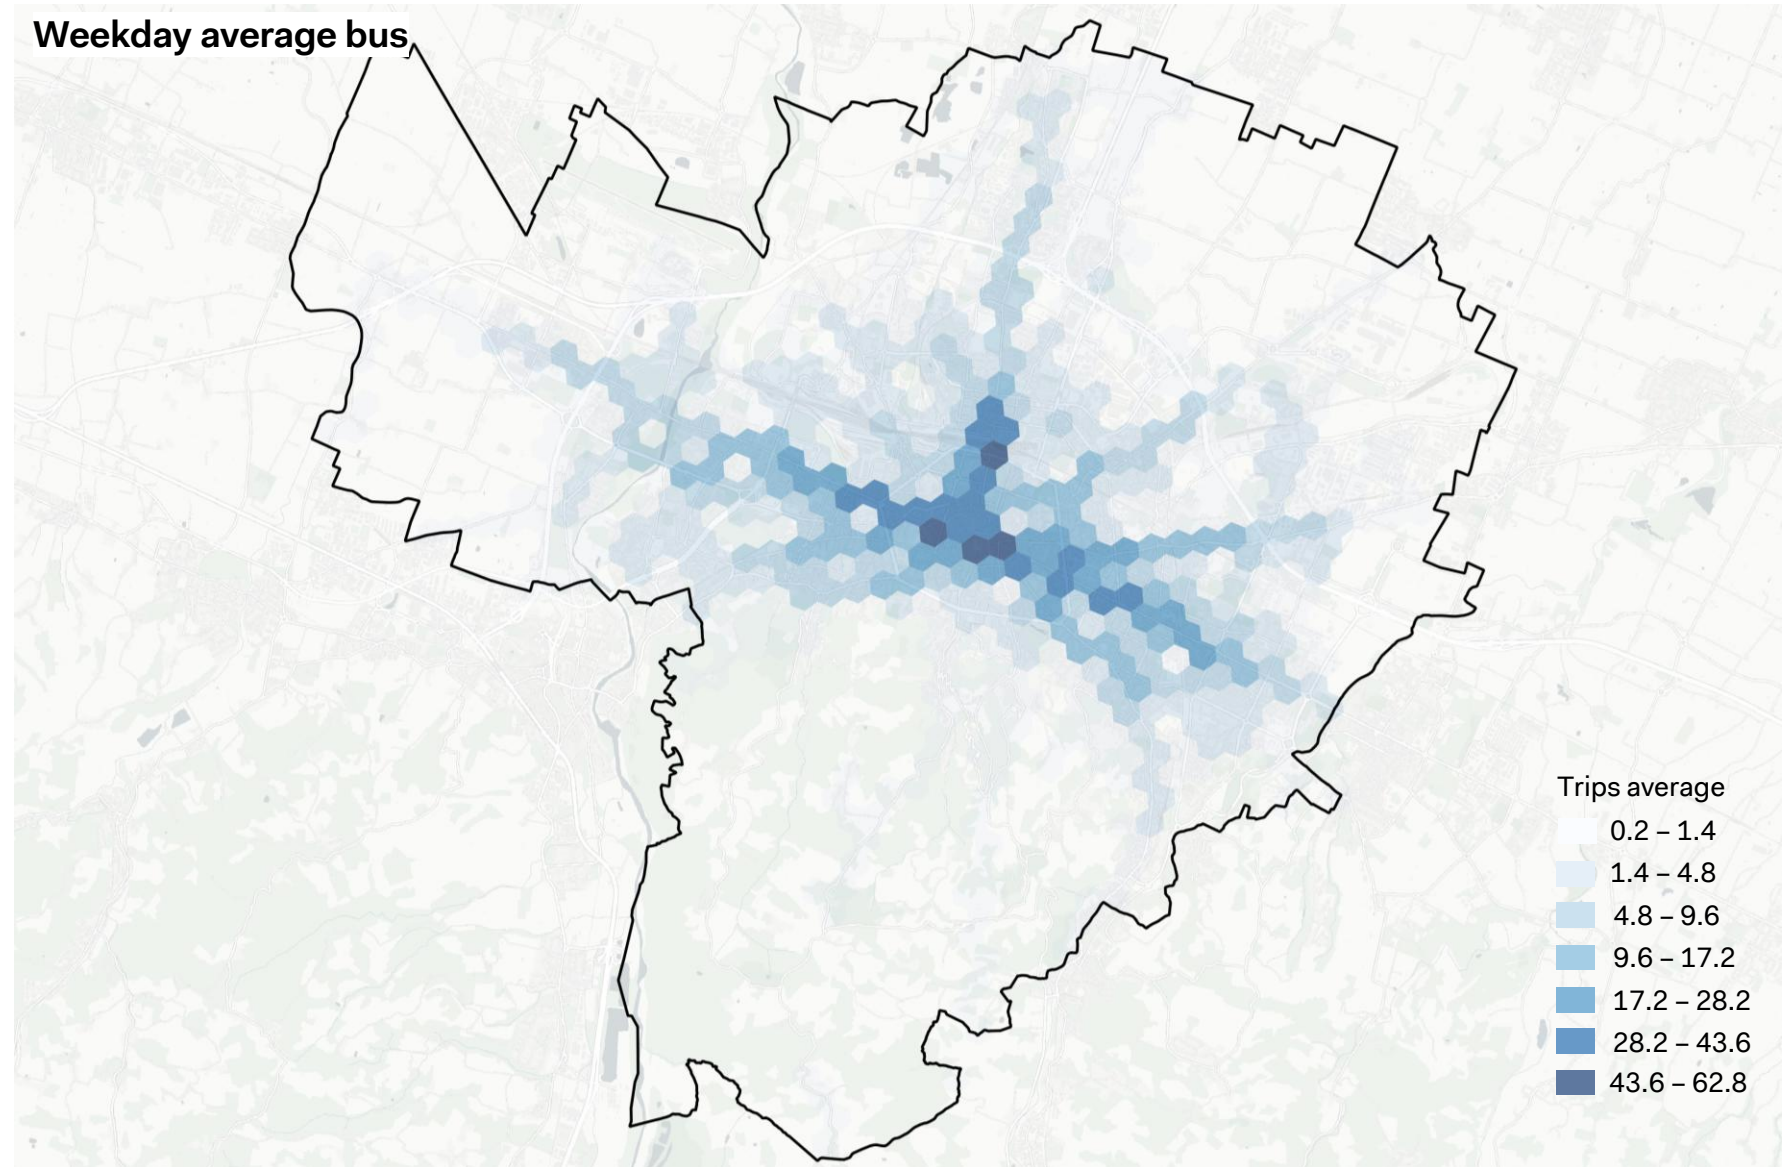 Weekday average bus
Trips average
0.2 – 1.4
1.4 – 4.8
4.8 – 9.6
9.6 – 17.2
17.2 – 28.2
28.2 – 43.6
43.6 – 62.8